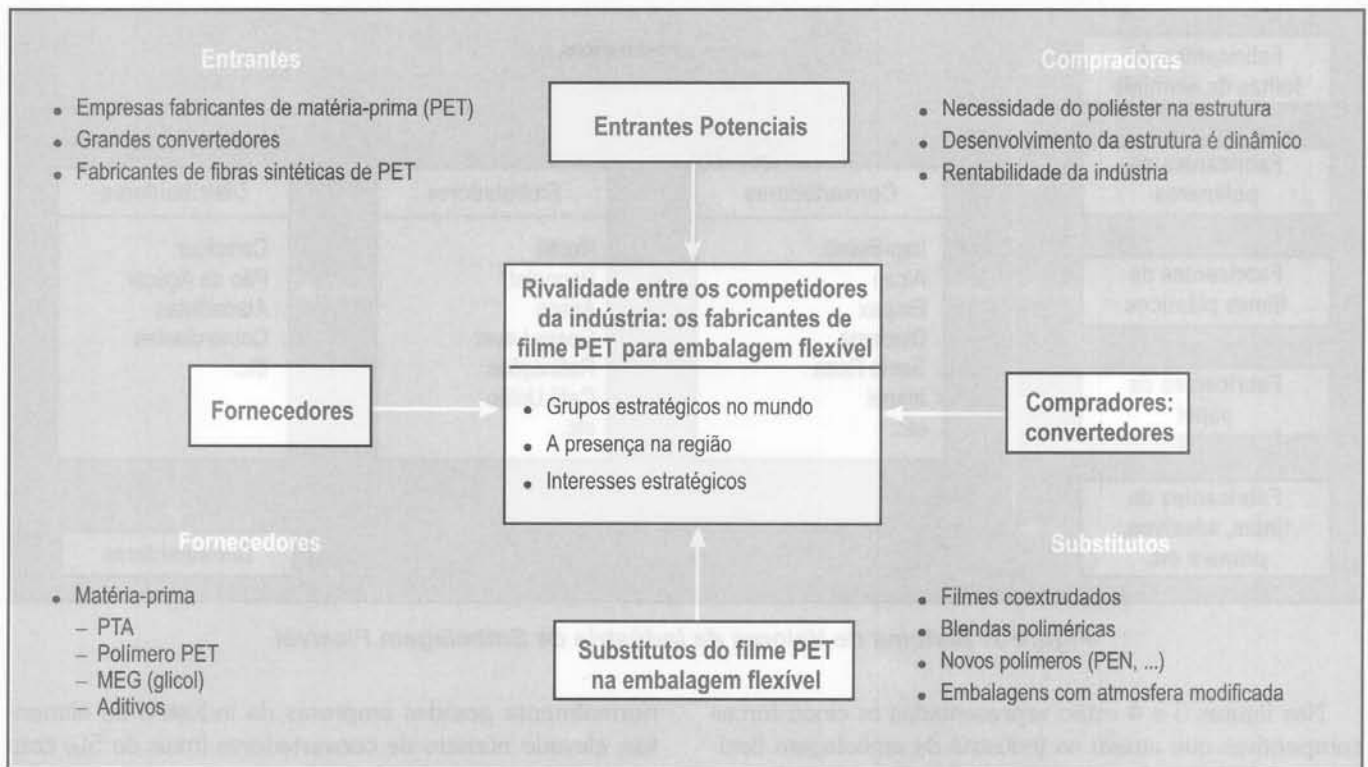 Entrantes
• Empresas fabricantes de matéria-prima (PET)
• Grandes convertedores
• Fabricantes de fibras sintéticas de PET
Entrantes Potenciais
Compradores
• Necessidade do poliéster na estrutura
• Desenvolvimento da estrutura é dinâmico
• Rentabilidade da indústria
Rivalidade entre os competidores
da indústria: os fabricantes de
filme PET para embalagem flexível
• Grupos estratégicos no mundo
• A presença na região
• Interesses estratégicos
Fornecedores
Compradores:
convertedores
Fornecedores
• Matéria-prima
– PTA
– Polímero PET
– MEG (glicol)
– Aditivos
Substitutos do filme PET
na embalagem flexível
Substitutos
• Filmes coextrudados
• Blendas poliméricas
• Novos polímeros (PEN, ...)
• Embalagens com atmosfera modificada